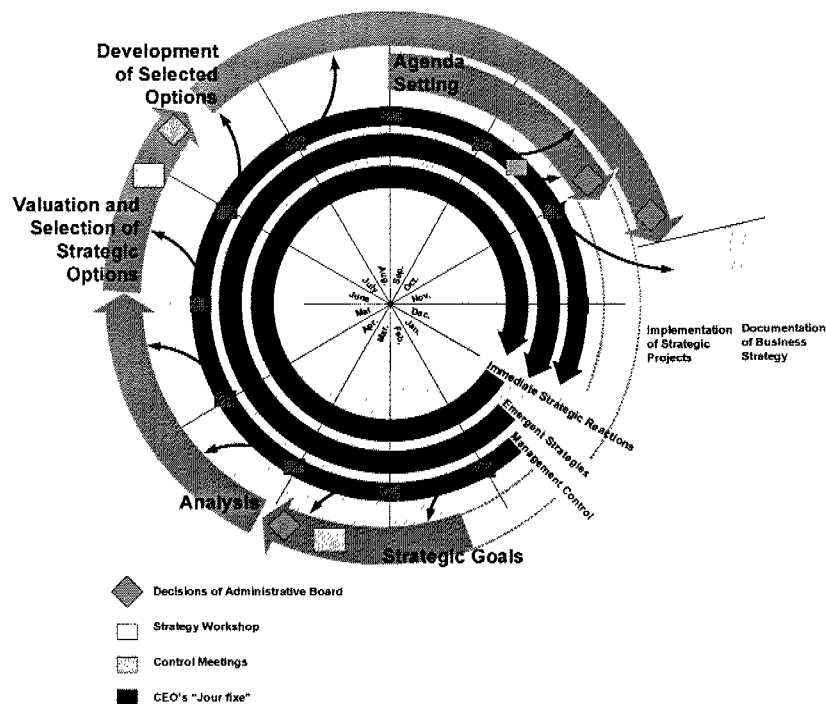 Development
of Selected
Options
Agenda
Setting
Valuation and
Selection of
Strategic
Options
Aug.
Sep.
July
Oct.
June
Nov.
Mai
Dec.
Apr.
Jan.
Mar.
Feb.
Implementation
of Strategic
Projects
Documentation
of Business
Strategy
Immediate Strategic Reactions
Emergent Strategies
Management Control
Analysis
Strategic Goals
Decisions of Administrative Board
Strategy Workshop
Control Meetings
CEO's "Jour fixe"